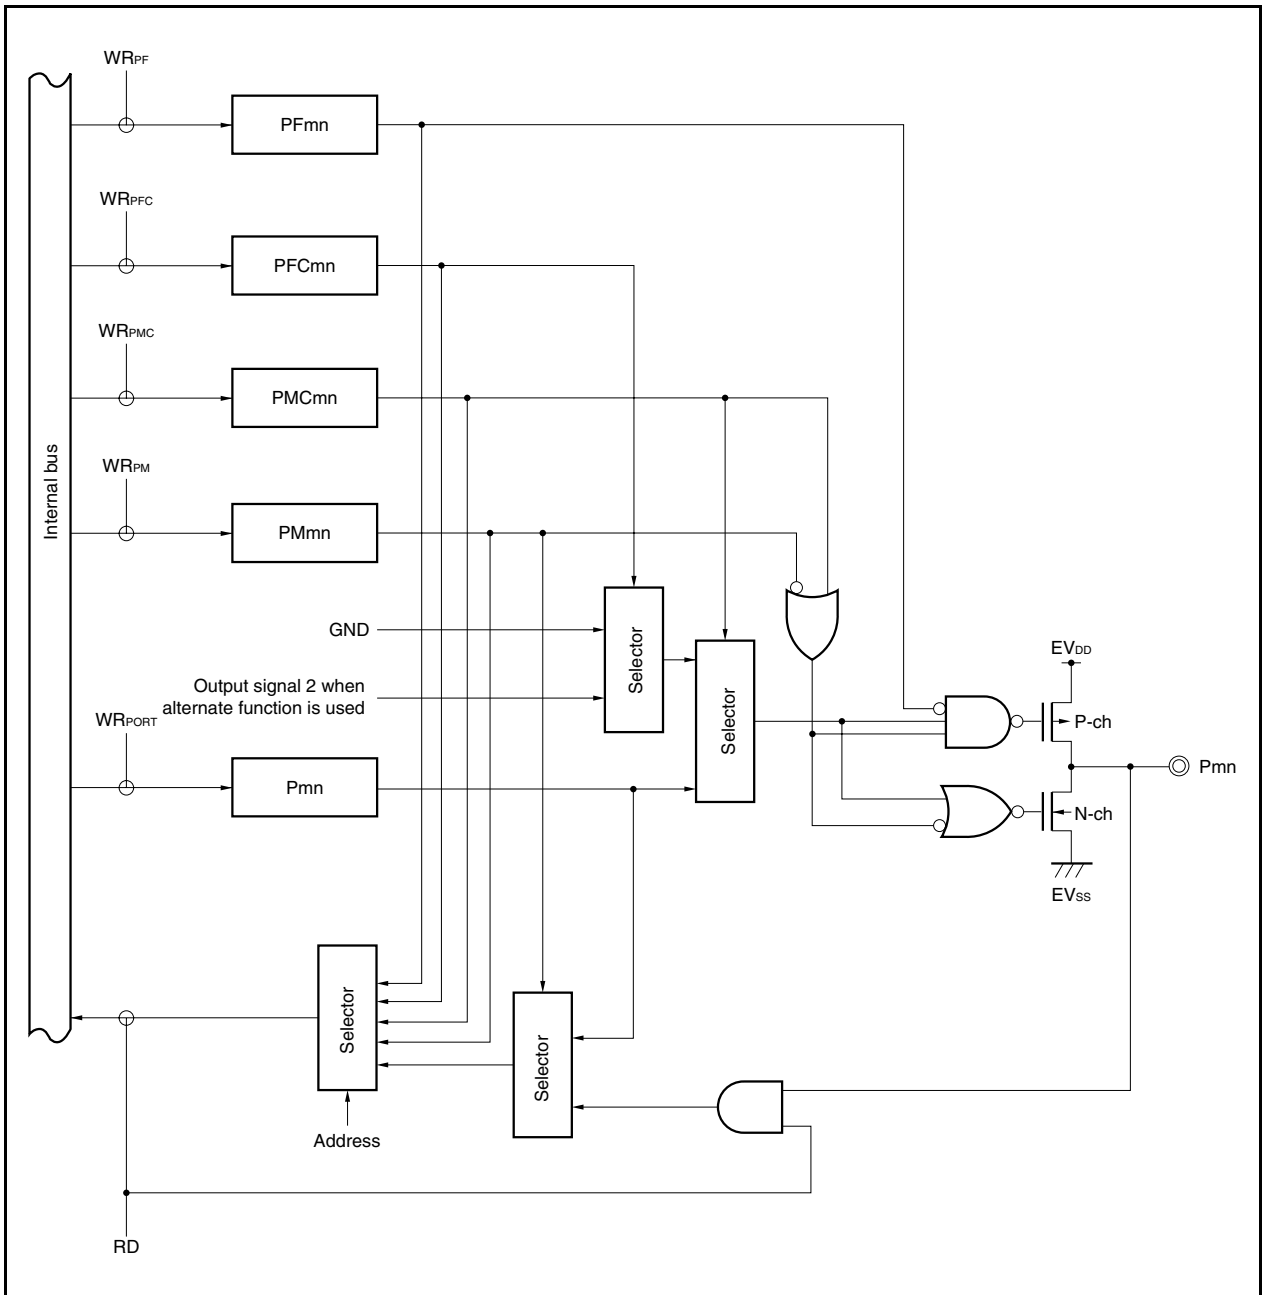 WRPF
PFmn
WRPFC
PFCmn
WRPMC
PMCmn
Internal bus
WRPM
PMmn
GND
Selector
Output signal 2 when
alternate function is used
Selector
EVDD
P-ch
WRPORT
Pmn
Pmn
N-ch
EVSS
Selector
Selector
Address
RD